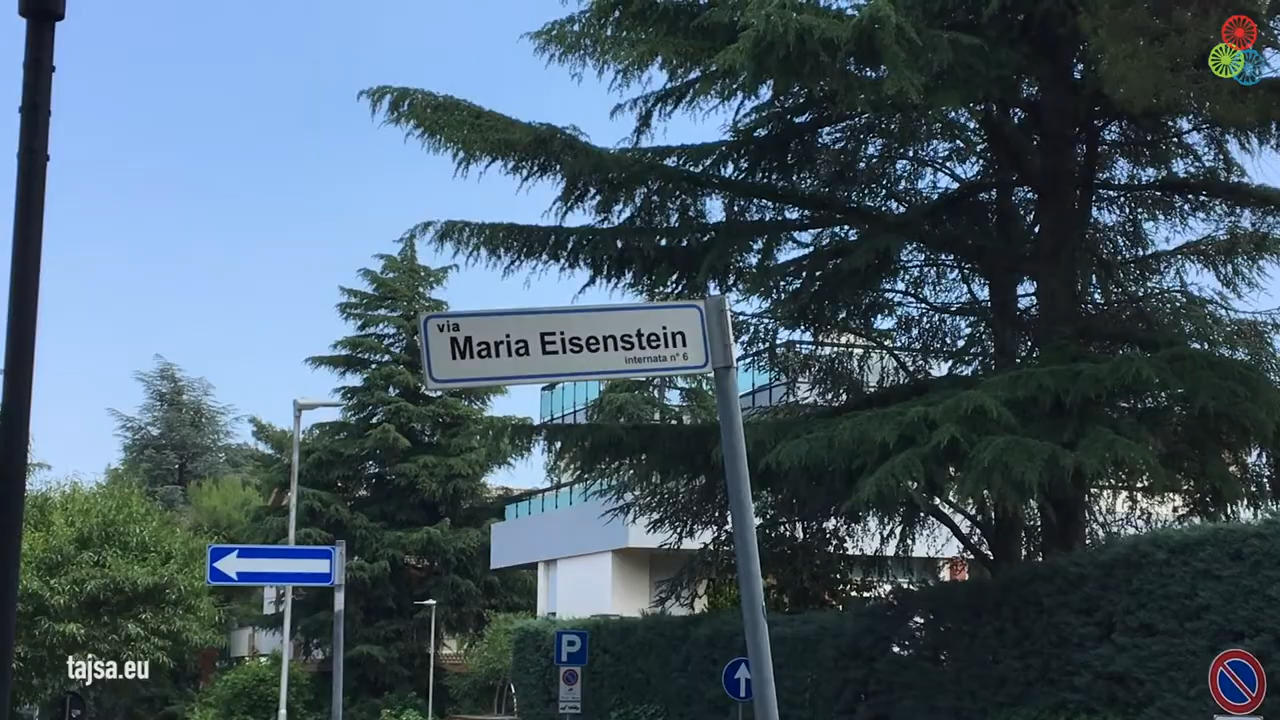 via
Maria Eisenstein
internata n° 6
P
tajsa.eu